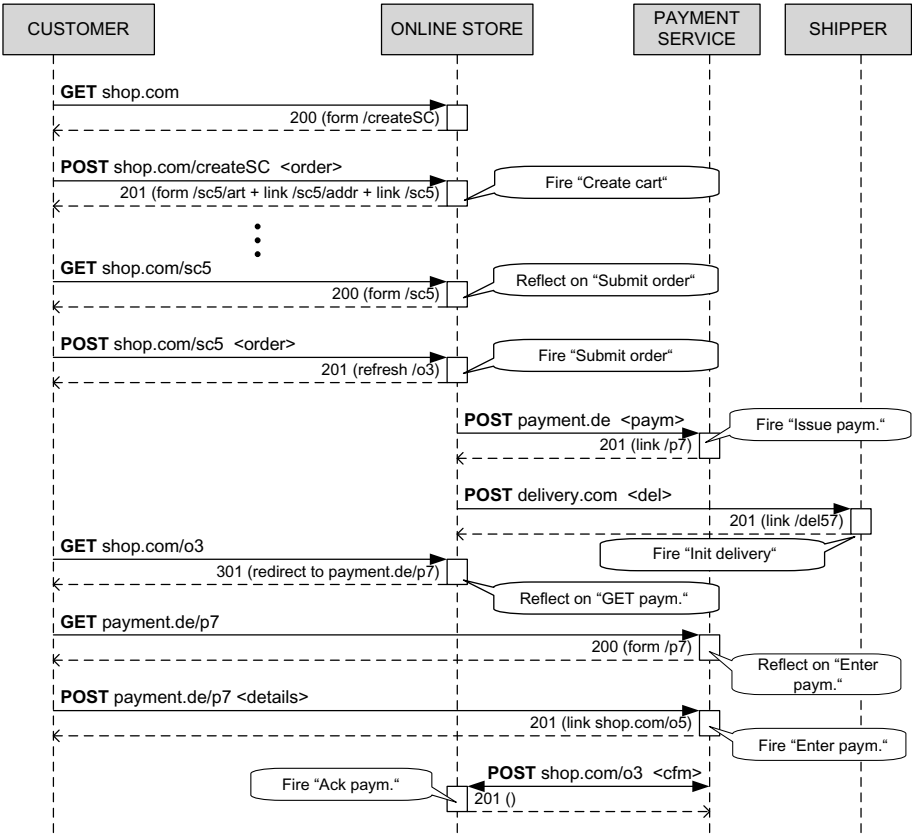 CUSTOMER
ONLINE STORE
PAYMENT
SERVICE
SHIPPER
GET shop.com
200 (form /createSC)
POST shop.com/createSC <order>
Fire “Create cart“
201 (form /sc5/art + link /sc5/addr + link /sc5)
GET shop.com/sc5
Reflect on “Submit order“
200 (form /sc5)
POST shop.com/sc5 <order>
Fire “Submit order“
201 (refresh /o3)
POST payment.de <paym>
Fire “Issue paym.“
201 (link /p7)
POST delivery.com <del>
201 (link /del57)
GET shop.com/o3
Fire “Init delivery“
301 (redirect to payment.de/p7)
Reflect on “GET paym.“
GET payment.de/p7
200 (form /p7)
Reflect on “Enter
paym.“
POST payment.de/p7 <details>
201 (link shop.com/o5)
Fire “Enter paym.“
POST shop.com/o3 <cfm>
Fire “Ack paym.“
201 ()